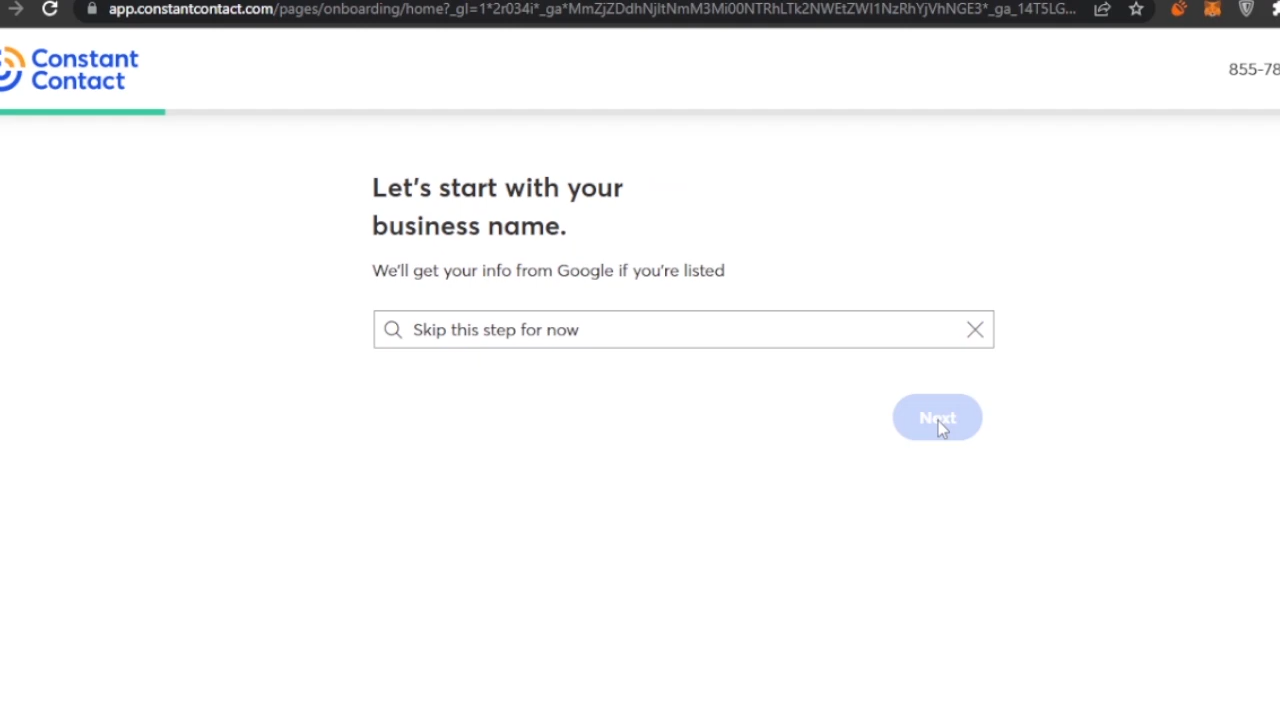 app.constantcontact.com/pages/onboarding/home?_gl=1*2r034i*_ga*MmZjZDdhNjItNmM3Mi00NTRhLTk2NWEtZWI1NzRhYjVhNGE3*_ga_14T5LG...
Constant
Contact
855-78
Let's start with your
business name.
We'll get your info from Google if you're listed
Skip this step for now
Next